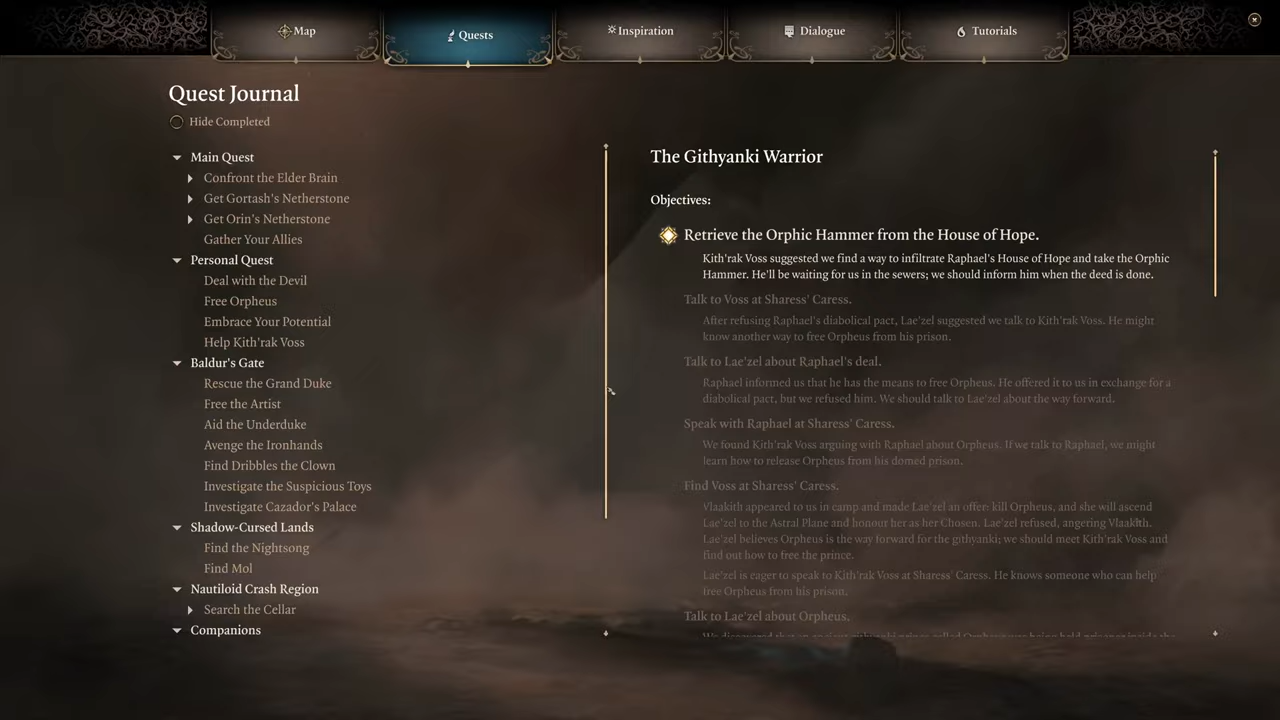 Map
Quests
Inspiration
Dialogue
Tutorials
Quest Journal
Hide Completed
Main Quest
Confront the Elder Brain
Get Gortash's Netherstone
Get Orin's Netherstone
Gather Your Allies
Personal Quest
Deal with the Devil
Free Orpheus
Embrace Your Potential
Help Kith'rak Voss
Baldur's Gate
Rescue the Grand Duke
Free the Artist
Aid the Underduke
Avenge the Ironhands
Find Dribbles the Clown
Investigate the Suspicious Toys
Investigate Cazador's Palace
Shadow-Cursed Lands
Find the Nightsong
Find Mol
Nautiloid Crash Region
Search the Cellar
Companions
The Githyanki Warrior
Objectives:
Retrieve the Orphic Hammer from the House of Hope.
Kith'rak Voss suggested we find a way to infiltrate Raphael's House of Hope and take the Orphic
Hammer. He'll be waiting for us in the sewers; we should inform him when the deed is done.
Talk to Voss at Sharess' Caress.
After refusing Raphael's diabolical pact, Lae'zel suggested we talk to Kith'rak Voss. He might
know another way to free Orpheus from his prison.
Talk to Lae'zel about Raphael's deal.
Raphael informed us that he has the means to free Orpheus. He offered it to us in exchange for a
diabolical pact, but we refused him. We should talk to Lae'zel about the way forward.
Speak with Raphael at Sharess' Caress.
We found Kith'rak Voss arguing with Raphael about Orpheus. If we talk to Raphael, we might
learn how to release Orpheus from his domed prison.
Find Voss at Sharess' Caress.
Vlaakith appeared to us in camp and made Lae'zel an offer: kill Orpheus, and she will ascend
Lae'zel to the Astral Plane and honour her as her Chosen. Lae'zel refused, angering Vlaakith.
Lae'zel believes Orpheus is the way forward for the githyanki; we should meet Kith'rak Voss and
find out how to free the prince.
Lae'zel is eager to speak to Kith'rak Voss at Sharess' Caress. He knows someone who can help
free Orpheus from his prison.
Talk to Lae'zel about Orpheus.
We discovered that an ancient githyanki prince called Orpheus was being held prisoner inside the